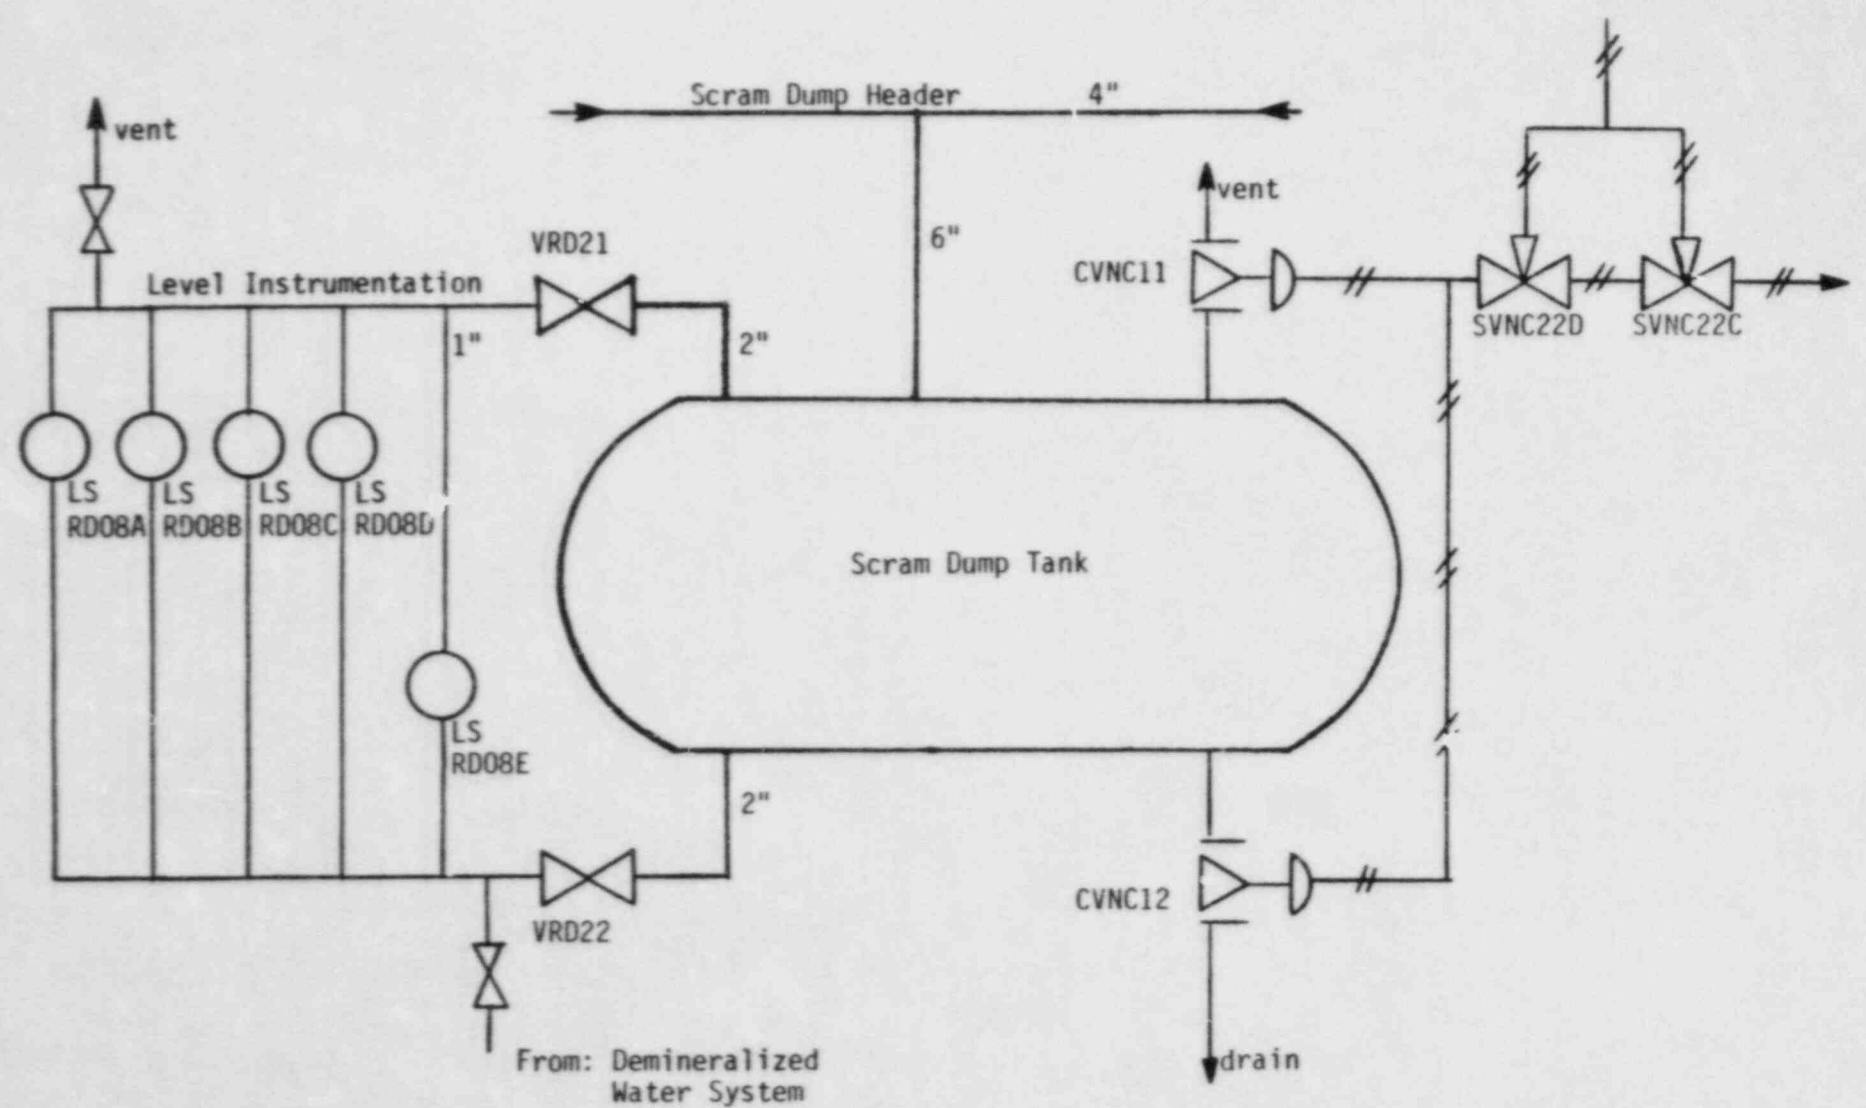 Scram Dump Header
4"
vent
vent
VRD21
6"
CVNC11
Level Instrumentation
SVNC22D
SVNC22C
1"
2"
LS
RD08A
LS
RD08B
LS
RD08C
LS
RD08D
Scram Dump Tank
LS
RD08E
2"
CVNC12
VRD22
From: Demineralized
Water System
drain